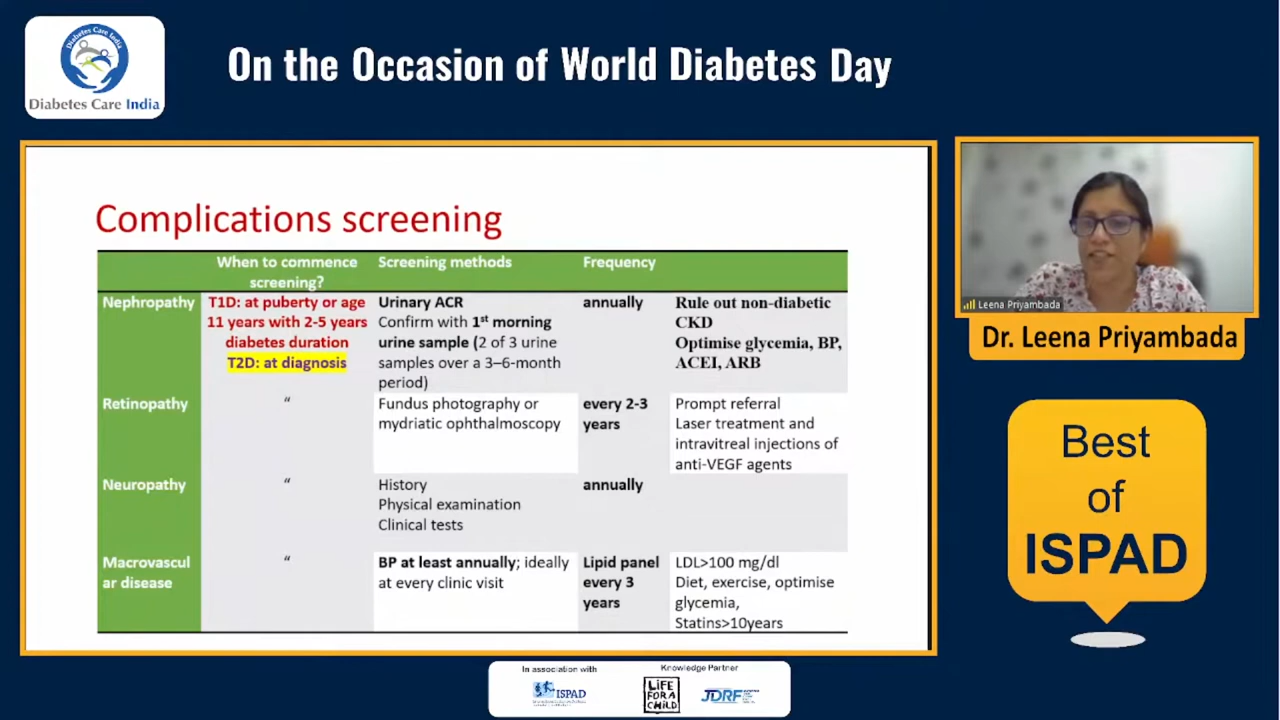 Diabetes Care India
Diabetes Care India
On the Occasion of World Diabetes Day
Complications screening
When to commence screening?
Screening methods
Frequency
Nephropathy
T1D: at puberty or age
11 years with 2-5 years
diabetes duration
T2D: at diagnosis
Urinary ACR
Confirm with 1st morning
urine sample (2 of 3 urine
samples over a 3–6-month
period)
annually
Rule out non-diabetic
CKD
Optimise glycemia, BP,
ACEI, ARB
Retinopathy
“
Fundus photography or
mydriatic ophthalmoscopy
every 2-3
years
Prompt referral
Laser treatment and
intravitreal injections of
anti-VEGF agents
Neuropathy
“
History
Physical examination
Clinical tests
annually
Macrovascul
ar disease
“
BP at least annually; ideally
at every clinic visit
Lipid panel
every 3
years
LDL>100 mg/dl
Diet, exercise, optimise
glycemia,
Statins>10years
Leena Priyambada
Dr. Leena Priyambada
Best
of
ISPAD
In association with
ISPAD
Knowledge Partner
LiFE
FOR A
CHiLD
JDRF